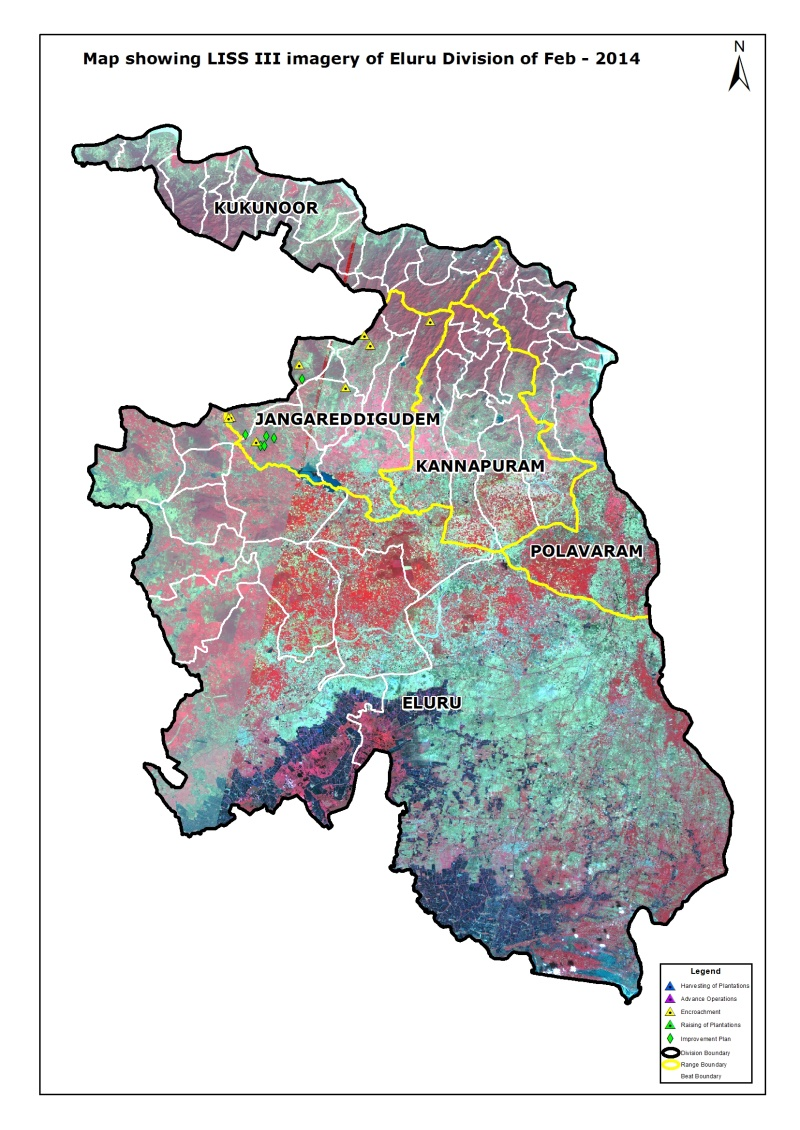 Map showing LISS III imagery of Eluru Division of Feb - 2014
N
KUKUNOOR
JANGAREDDIGUDEM
KANNAPURAM
POLAVARAM
ELURU
Legend
Harvesting of Plantations
Advance Operations
Encroachment
Raising of Plantations
Improvement Plan
Division Boundary
Range Boundary
Beat Boundary